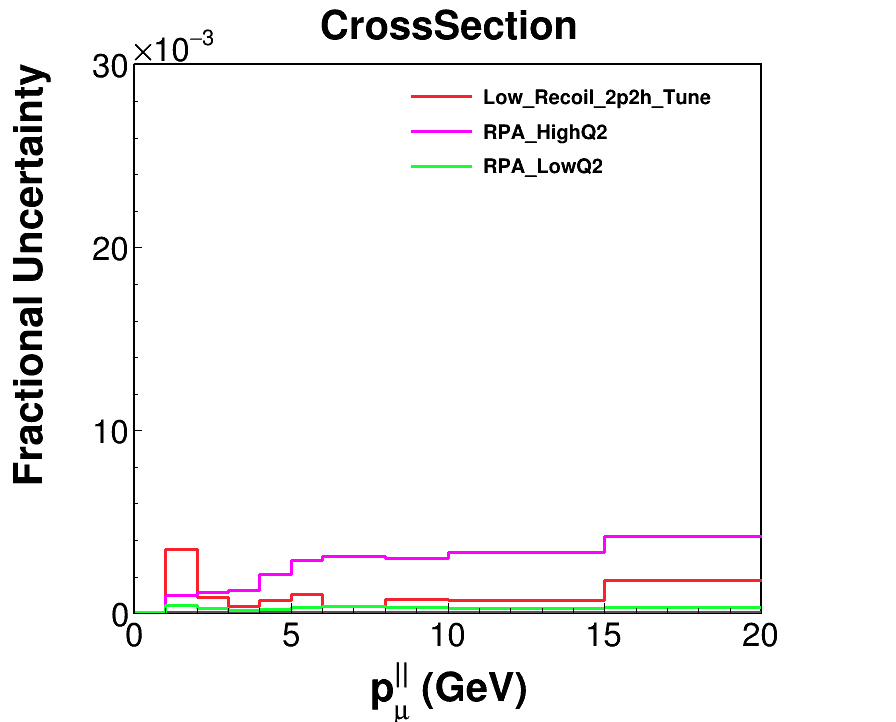 CrossSection
×10⁻³
Fractional Uncertainty
30
20
10
0
Low_Recoil_2p2h_Tune
RPA_HighQ2
RPA_LowQ2
0 5 10 15 20
p_μ^|| (GeV)